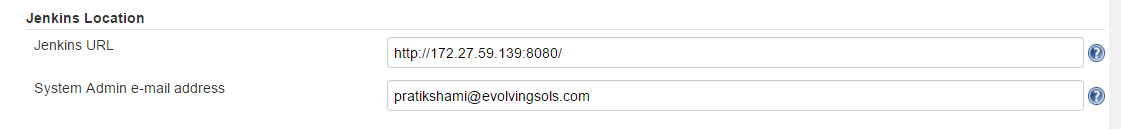 Jenkins Location
Jenkins URL
http://172.27.59.139:8080/
System Admin e-mail address
pratikshami@evolvingsols.com